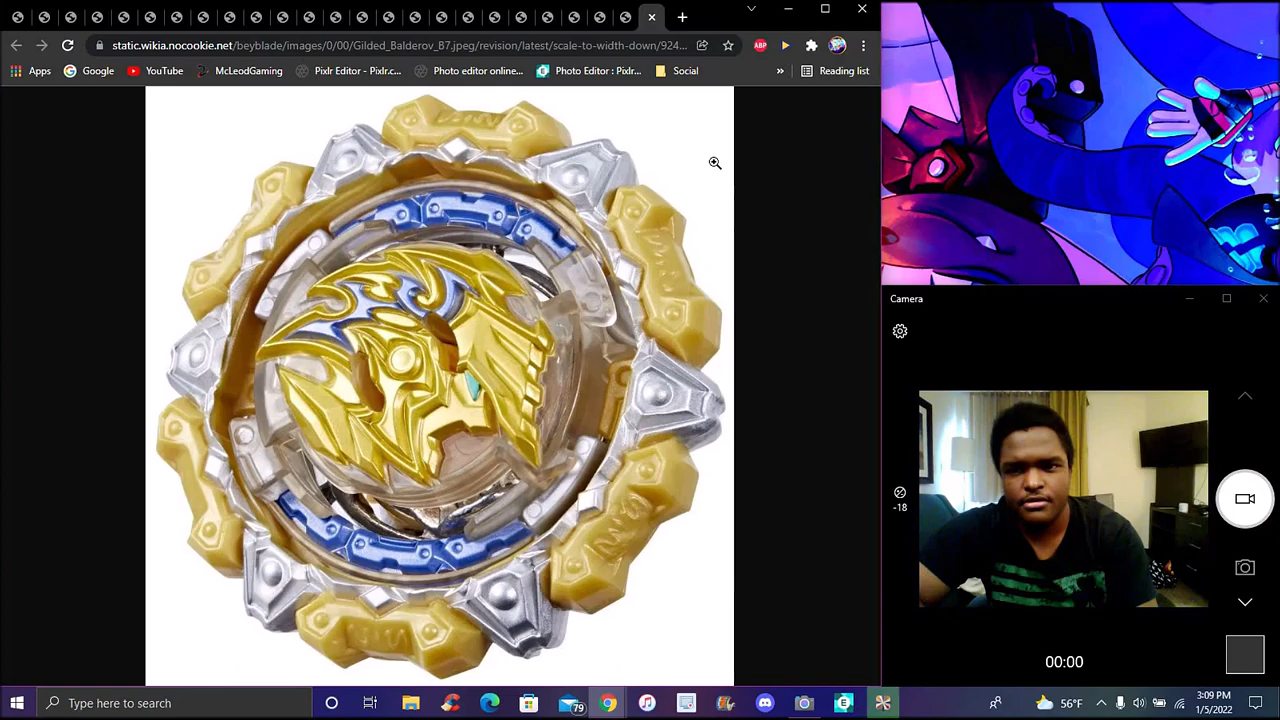 static.wikia.nocookie.net/beyblade/images/0/00/Gilded_Balderov_B7.jpeg/revision/latest/scale-to-width-down/924...
ABP
Apps
Google
YouTube
McLeodGaming
Pixlr Editor - Pixlr.c...
Photo editor online...
Photo Editor : Pixlr...
Social
»
Reading list
Camera
-18
00:00
Type here to search
79
56°F
3:09 PM
1/5/2022